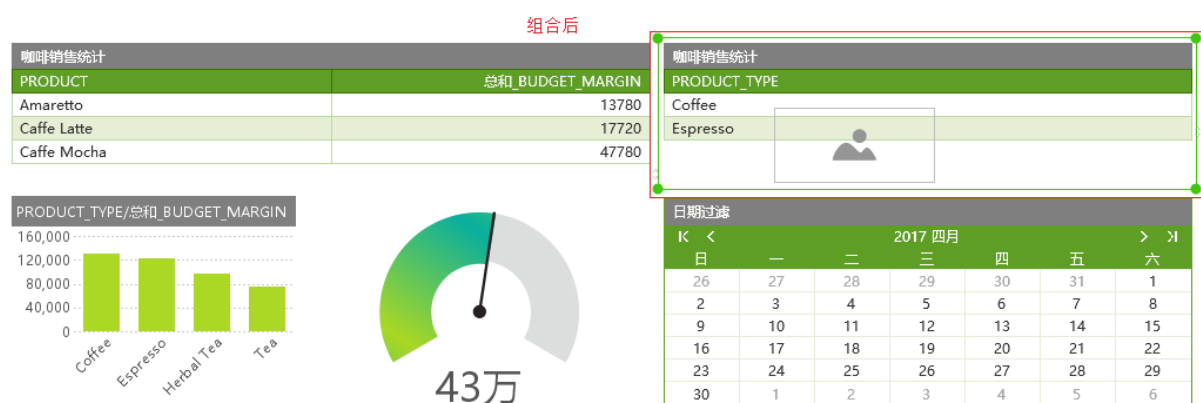 组合后
咖啡销售统计
PRODUCT 总和_BUDGET_MARGIN
Amaretto 13780
Caffe Latte 17720
Caffe Mocha 47780
咖啡销售统计
PRODUCT_TYPE
Coffee
Espresso
PRODUCT_TYPE/总和_BUDGET_MARGIN
160,000
120,000
80,000
40,000
0
Coffee Espresso Herbal Tea Tea
43万
日期过滤
2017 四月
日 一 二 三 四 五 六
26 27 28 29 30 31 1
2 3 4 5 6 7 8
9 10 11 12 13 14 15
16 17 18 19 20 21 22
23 24 25 26 27 28 29
30 1 2 3 4 5 6